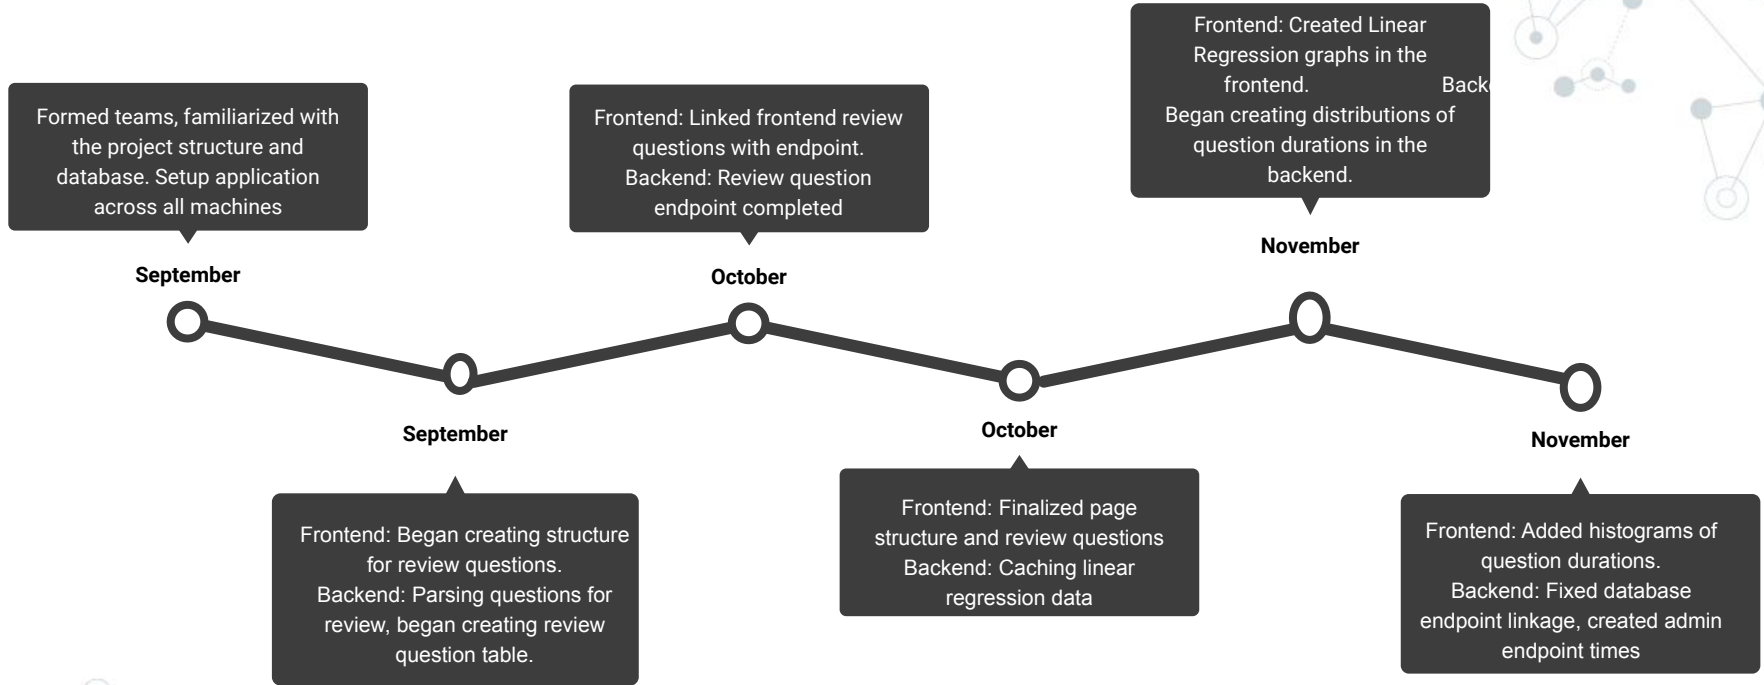 Formed teams, familiarized with
the project structure and
database. Setup application
across all machines
September
Frontend: Began creating structure
for review questions.
Backend: Parsing questions for
review, began creating review
question table.
September
Frontend: Linked frontend review
questions with endpoint.
Backend: Review question
endpoint completed
October
October
Frontend: Finalized page
structure and review questions
Backend: Caching linear
regression data
Frontend: Created Linear
Regression graphs in the
frontend.
Began creating distributions of
question durations in the
backend.
November
November
Frontend: Added histograms of
question durations.
Backend: Fixed database
endpoint linkage, created admin
endpoint times